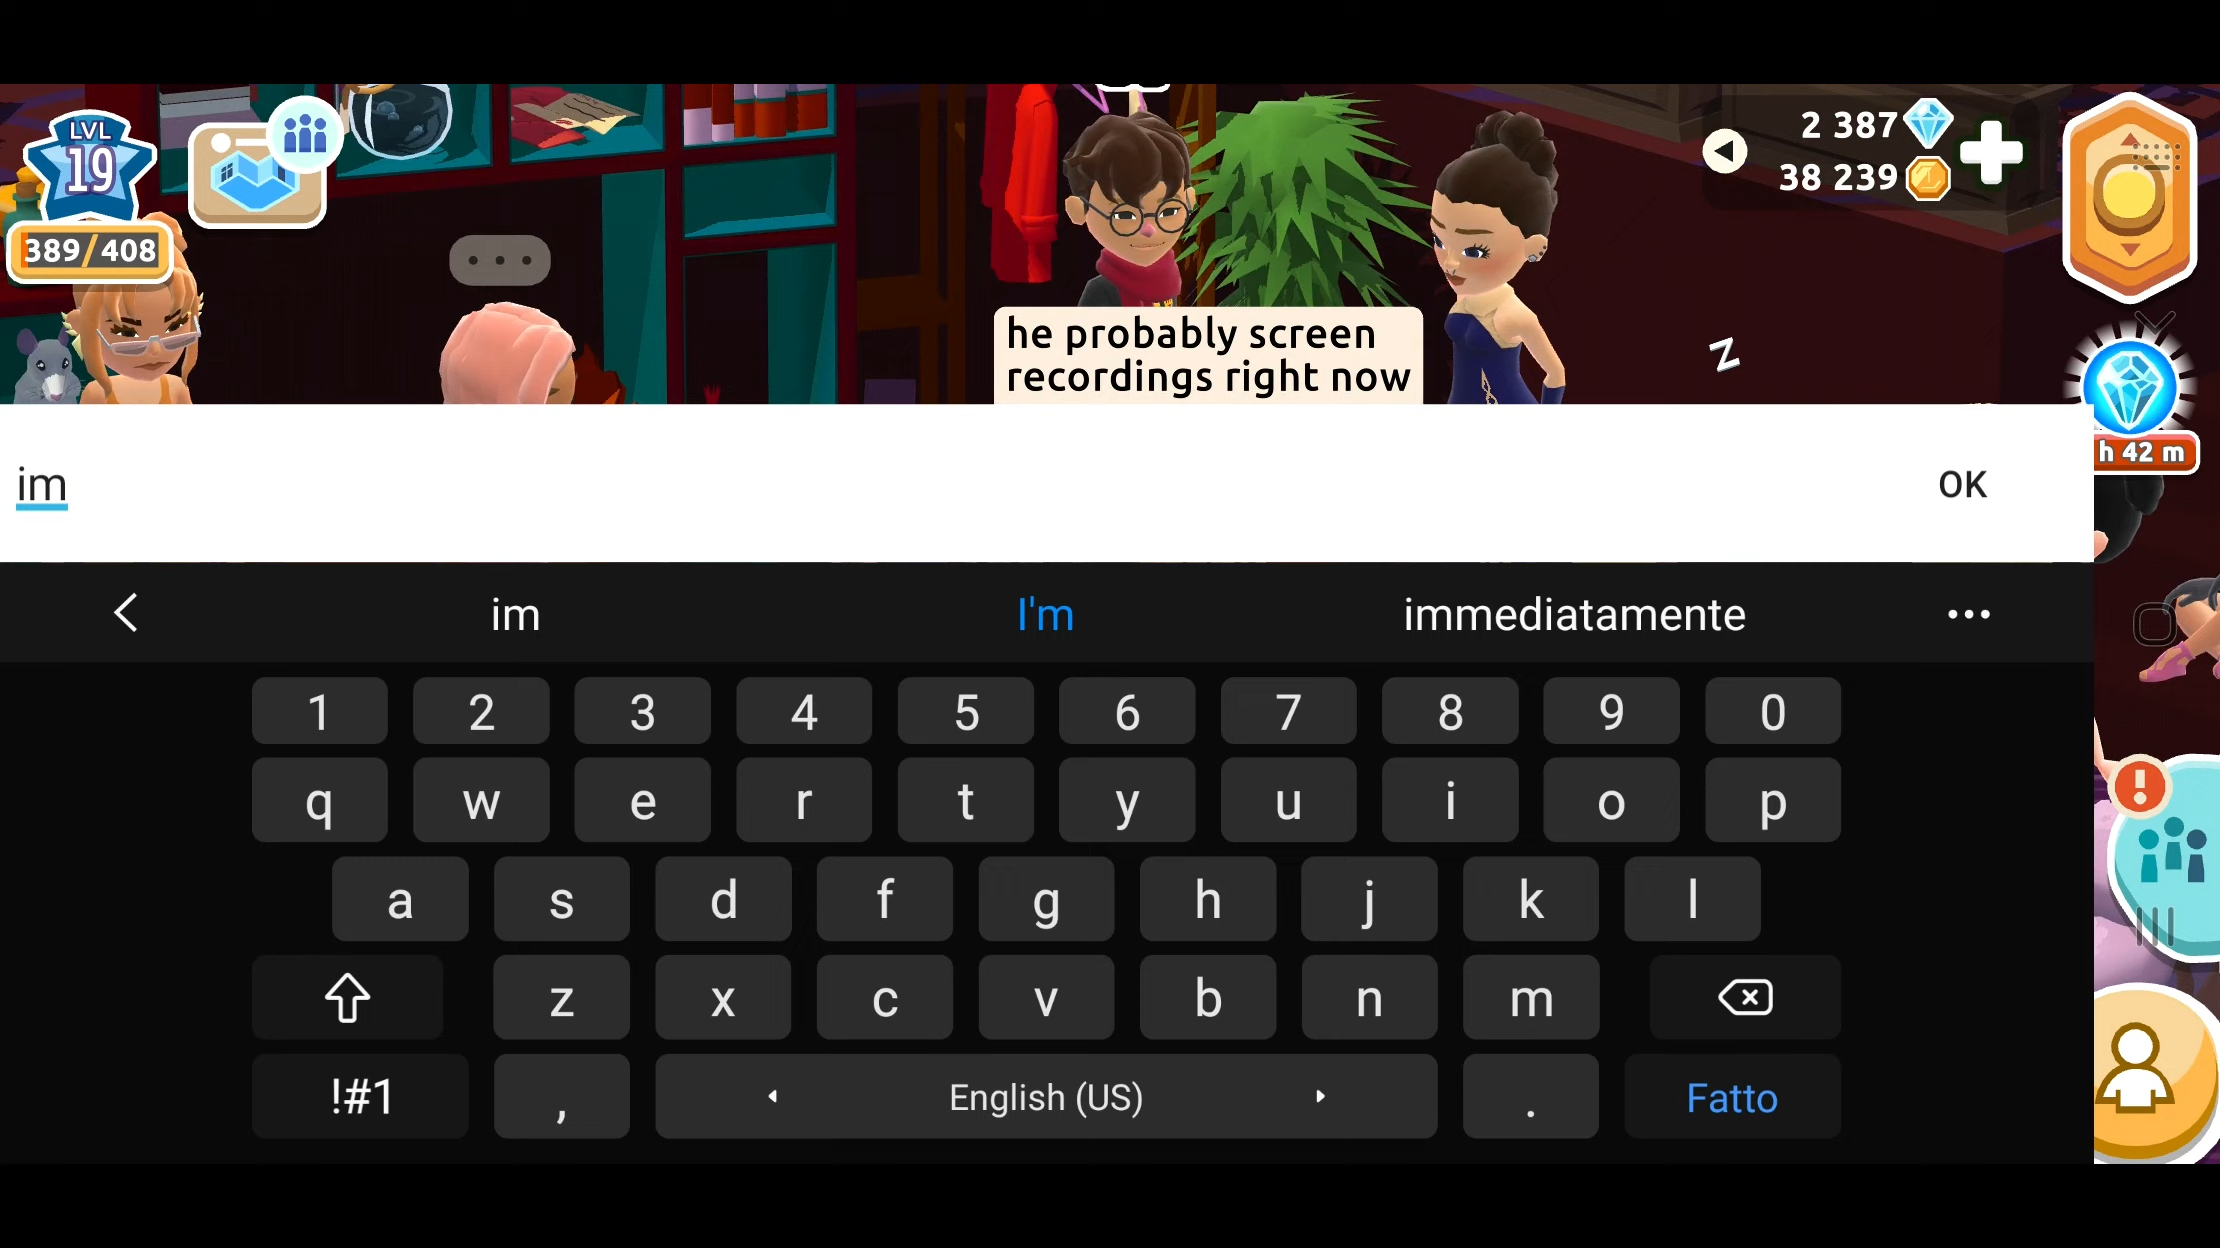 LVL
19
389/408
2 387
38 239
he probably screen
recordings right now
Z
h 42 m
im
OK
im
I'm
immediatamente
1 2 3 4 5 6 7 8 9 0
q w e r t y u i o p
a s d f g h j k l
z x c v b n m
!#1 , English (US) . Fatto